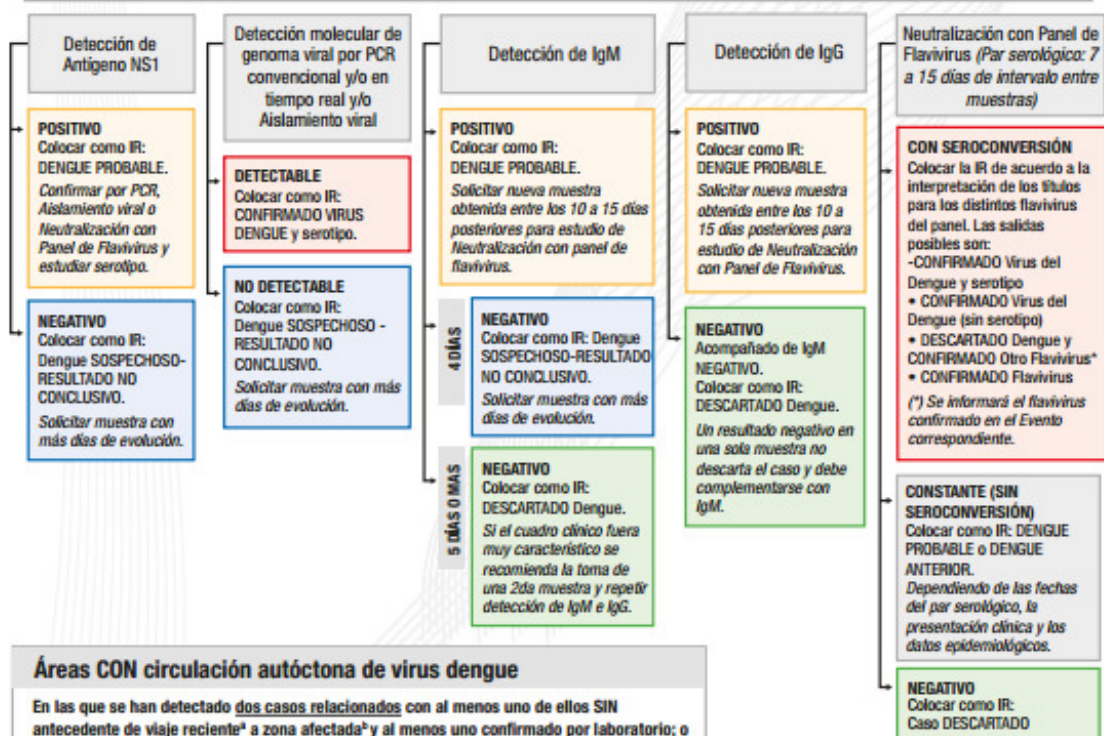 Detección de
Antígeno NS1
POSITIVO
Colocar como IR:
DENGUE PROBABLE.
Confirmar por PCR,
Aislamiento viral o
Neutralización con
Panel de Flavivirus y
estudiar serotipo.
NEGATIVO
Colocar como IR:
Dengue SOSPECHOSO-
RESULTADO NO
CONCLUSIVO.
Solicitar muestra con
más días de evolución.
Detección molecular de
genoma viral por PCR
convencional y/o en
tiempo real y/o
Aislamiento viral
DETECTABLE
Colocar como IR:
CONFIRMADO VIRUS
DENGUE y serotipo.
NO DETECTABLE
Colocar como IR:
Dengue SOSPECHOSO -
RESULTADO NO
CONCLUSIVO.
Solicitar muestra con más
días de evolución.
Detección de IgM
POSITIVO
Colocar como IR:
DENGUE PROBABLE.
Solicitar nueva muestra
obtenida entre los 10 a 15 días
posteriores para estudio de
Neutralización con panel de
flavivirus.
4 DÍAS
NEGATIVO
Colocar como IR: Dengue
SOSPECHOSO-RESULTADO
NO CONCLUSIVO.
Solicitar muestra con más
días de evolución.
5 DÍAS O MAS
NEGATIVO
Colocar como IR:
DESCARTADO Dengue.
Si el cuadro clínico fuera
muy característico se
recomienda la toma de
una 2da muestra y repetir
detección de IgM e IgG.
Detección de IgG
POSITIVO
Colocar como IR:
DENGUE PROBABLE.
Solicitar nueva muestra
obtenida entre los 10 a
15 días posteriores para
estudio de Neutralización
con Panel de Flavivirus.
NEGATIVO
Acompañado de IgM
NEGATIVO.
Colocar como IR:
DESCARTADO Dengue.
Un resultado negativo en
una sola muestra no
descarta el caso y debe
complementarse con
IgM.
Neutralización con Panel de
Flavivirus (Par serológico: 7
a 15 días de intervalo entre
muestras)
CON SEROCONVERSIÓN
Colocar la IR de acuerdo a la
interpretación de los títulos
para los distintos flavivirus
del panel. Las salidas
posibles son:
-CONFIRMADO Virus del
Dengue y serotipo
• CONFIRMADO Virus del
Dengue (sin serotipo)
• DESCARTADO Dengue y
CONFIRMADO Otro Flavivirus*
• CONFIRMADO Flavivirus
(*) Se informará el flavivirus
confirmado en el Evento
correspondiente.
CONSTANTE (SIN
SEROCONVERSIÓN)
Colocar como IR: DENGUE
PROBABLE o DENGUE
ANTERIOR.
Dependiendo de las fechas
del par serológico, la
presentación clínica y los
datos epidemiológicos.
NEGATIVO
Colocar como IR:
Caso DESCARTADO
Áreas CON circulación autóctona de virus dengue
En las que se han detectado dos casos relacionados con al menos uno de ellos SIN
antecedente de viaje recienteᵃ a zona afectadaᵇ y al menos uno confirmado por laboratorio; o